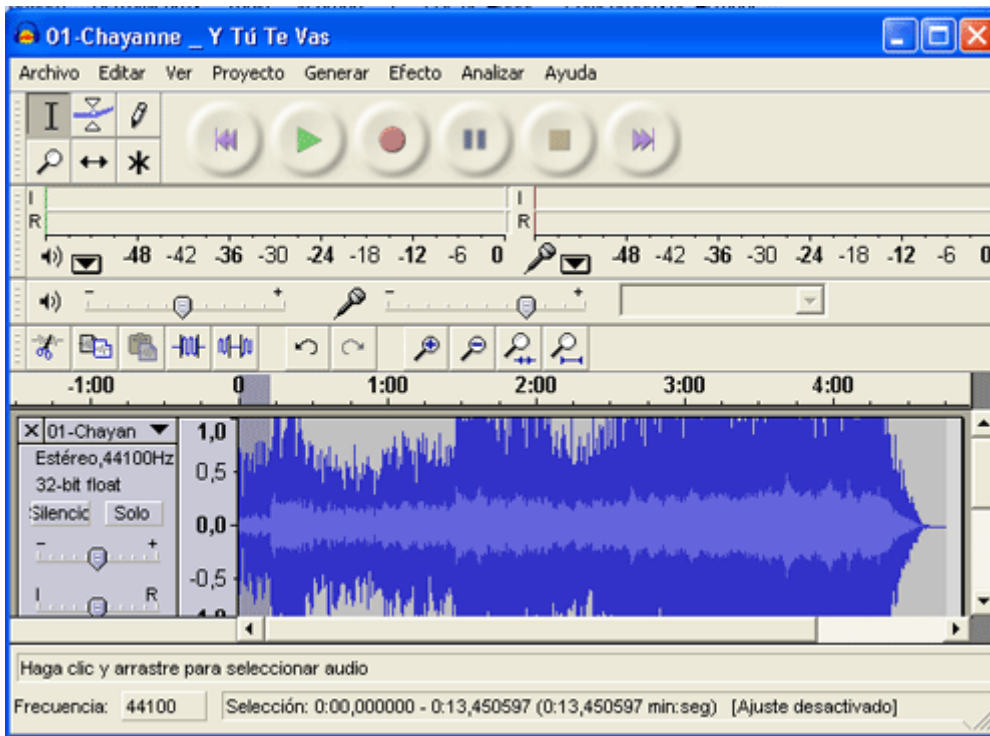 01-Chayanne _ Y Tú Te Vas
Archivo Editar Ver Proyecto Generar Efecto Analizar Ayuda
I I
R R
-48 -42 -36 -30 -24 -18 -12 -6 0 -48 -42 -36 -30 -24 -18 -12 -6 0
- + - +
-1:00 0 1:00 2:00 3:00 4:00
01-Chayan 1,0
Estéreo,44100Hz
32-bit float 0,5
Silencio Solo
0,0
- +
-0,5
I R
-1,0
Haga clic y arrastre para seleccionar audio
Frecuencia: 44100 Selección: 0:00,000000 - 0:13,450597 (0:13,450597 min:seg) [Ajuste desactivado]